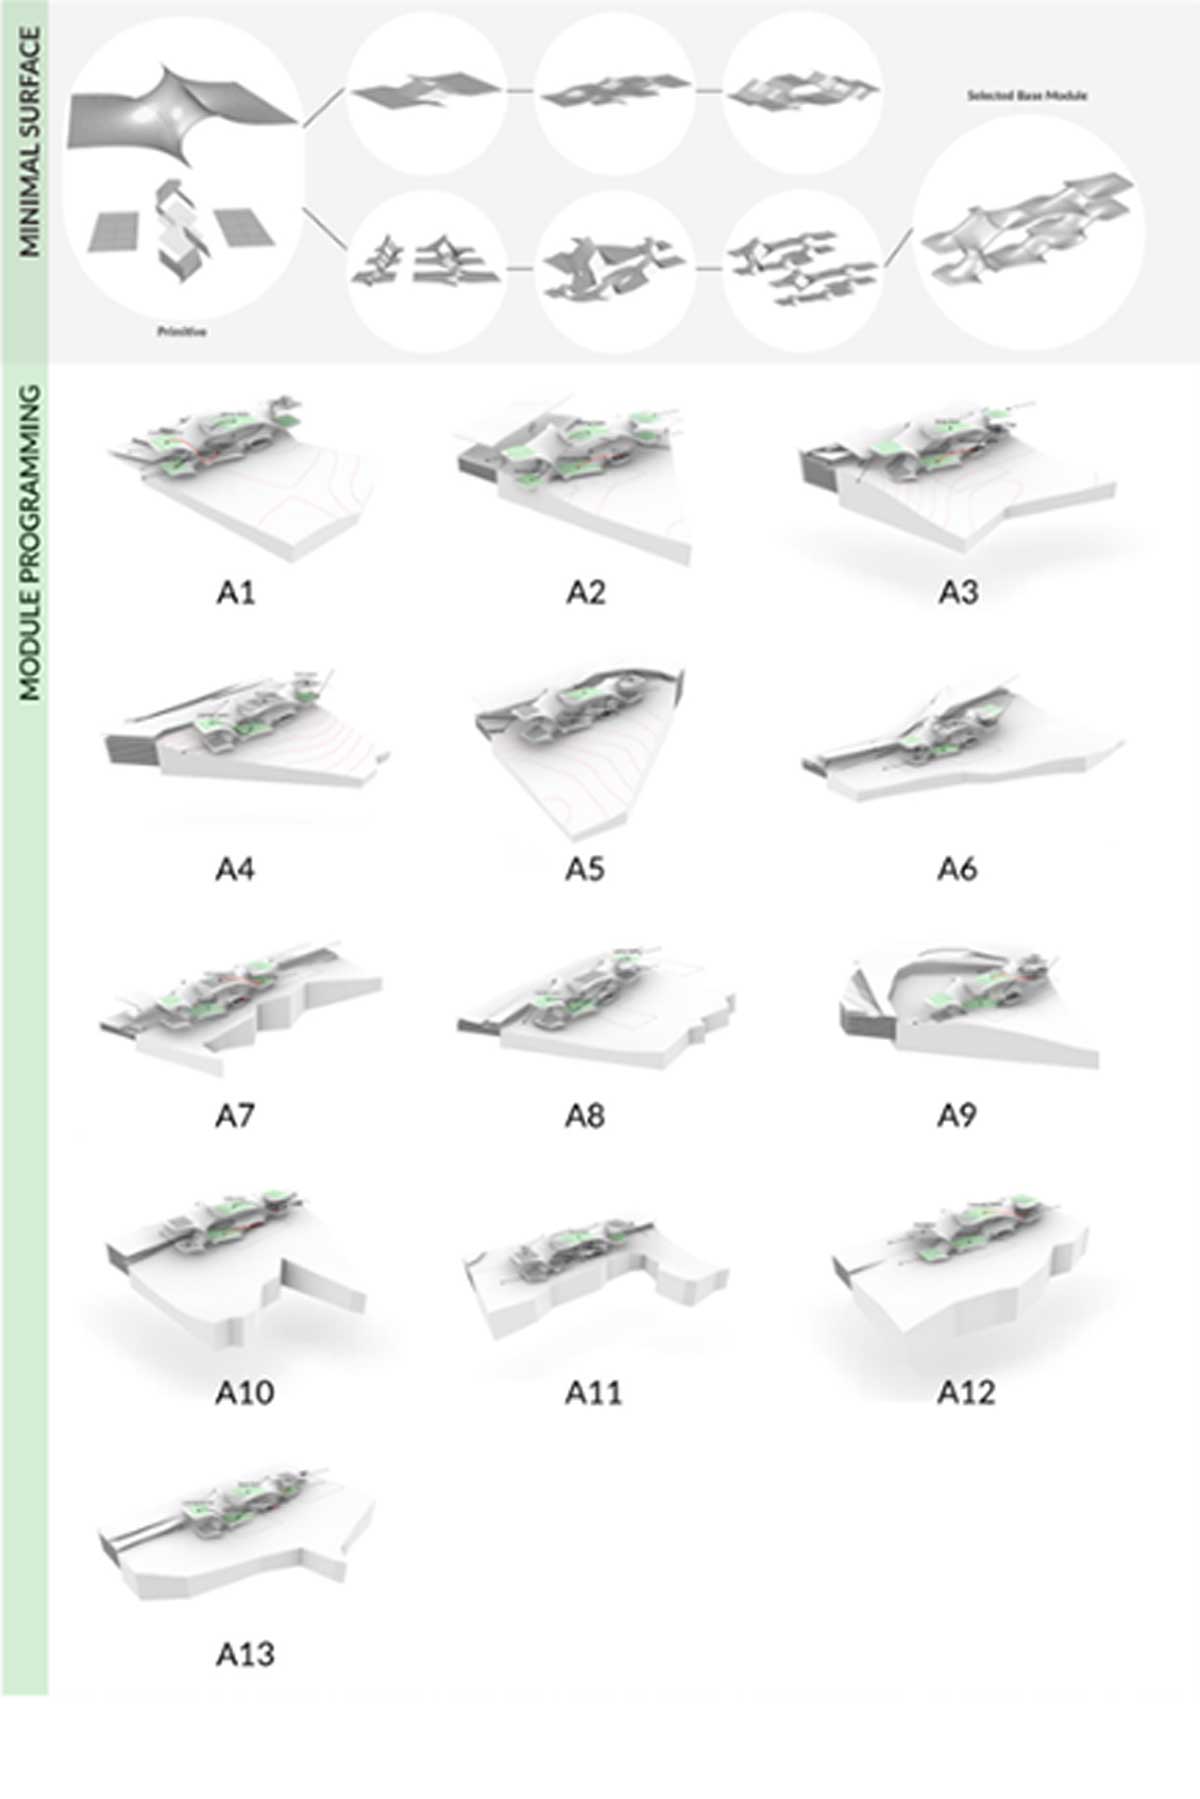 MINIMAL SURFACE
Selected Base Module
Primitive
MODULE PROGRAMMING
A1
A2
A3
A4
A5
A6
A7
A8
A9
A10
A11
A12
A13